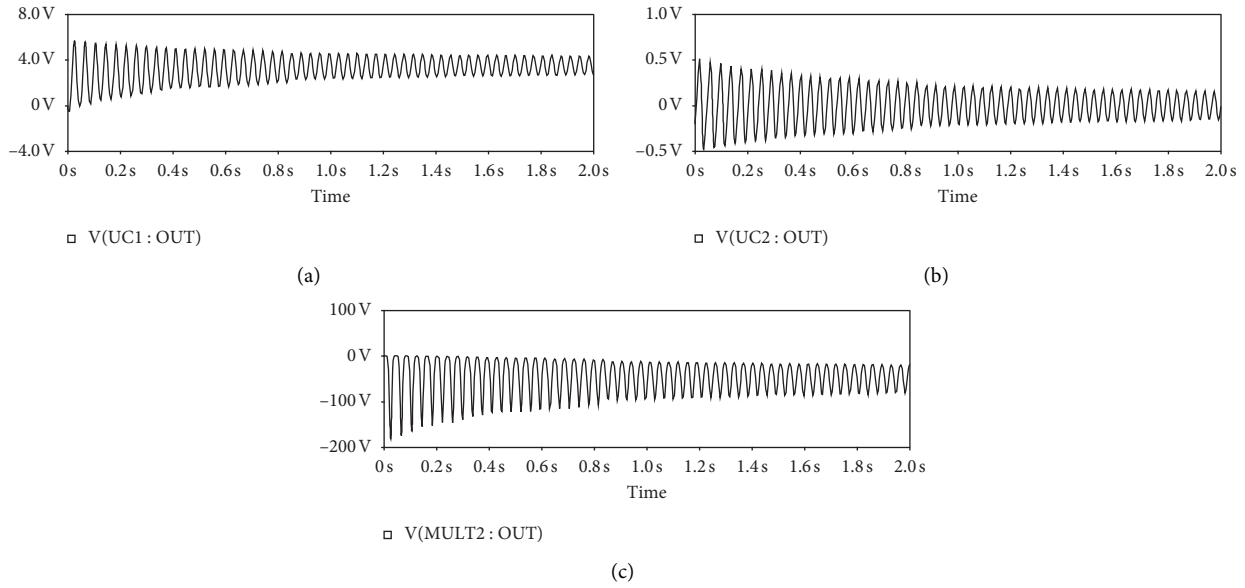 8.0 V
4.0 V
0 V
−4.0 V
0 s 0.2 s 0.4 s 0.6 s 0.8 s 1.0 s 1.2 s 1.4 s 1.6 s 1.8 s 2.0 s
Time
V(UC1 : OUT)
(a)
1.0 V
0.5 V
0 V
−0.5 V
0 s 0.2 s 0.4 s 0.6 s 0.8 s 1.0 s 1.2 s 1.4 s 1.6 s 1.8 s 2.0 s
Time
V(UC2 : OUT)
(b)
100 V
0 V
−100 V
−200 V
0 s 0.2 s 0.4 s 0.6 s 0.8 s 1.0 s 1.2 s 1.4 s 1.6 s 1.8 s 2.0 s
Time
V(MULT2 : OUT)
(c)